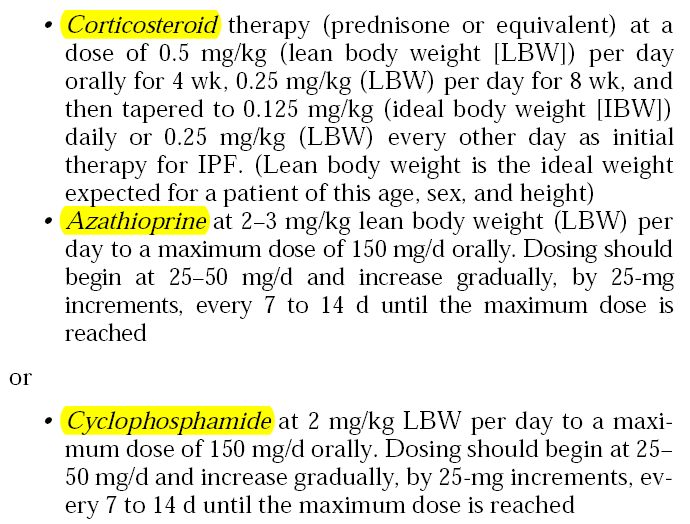 • Corticosteroid therapy (prednisone or equivalent) at a
dose of 0.5 mg/kg (lean body weight [LBW]) per day
orally for 4 wk, 0.25 mg/kg (LBW) per day for 8 wk, and
then tapered to 0.125 mg/kg (ideal body weight [IBW])
daily or 0.25 mg/kg (LBW) every other day as initial
therapy for IPF. (Lean body weight is the ideal weight
expected for a patient of this age, sex, and height)
• Azathioprine at 2–3 mg/kg lean body weight (LBW) per
day to a maximum dose of 150 mg/d orally. Dosing should
begin at 25–50 mg/d and increase gradually, by 25-mg
increments, every 7 to 14 d until the maximum dose is
reached
or
• Cyclophosphamide at 2 mg/kg LBW per day to a maxi-
mum dose of 150 mg/d orally. Dosing should begin at 25–
50 mg/d and increase gradually, by 25-mg increments, ev-
ery 7 to 14 d until the maximum dose is reached